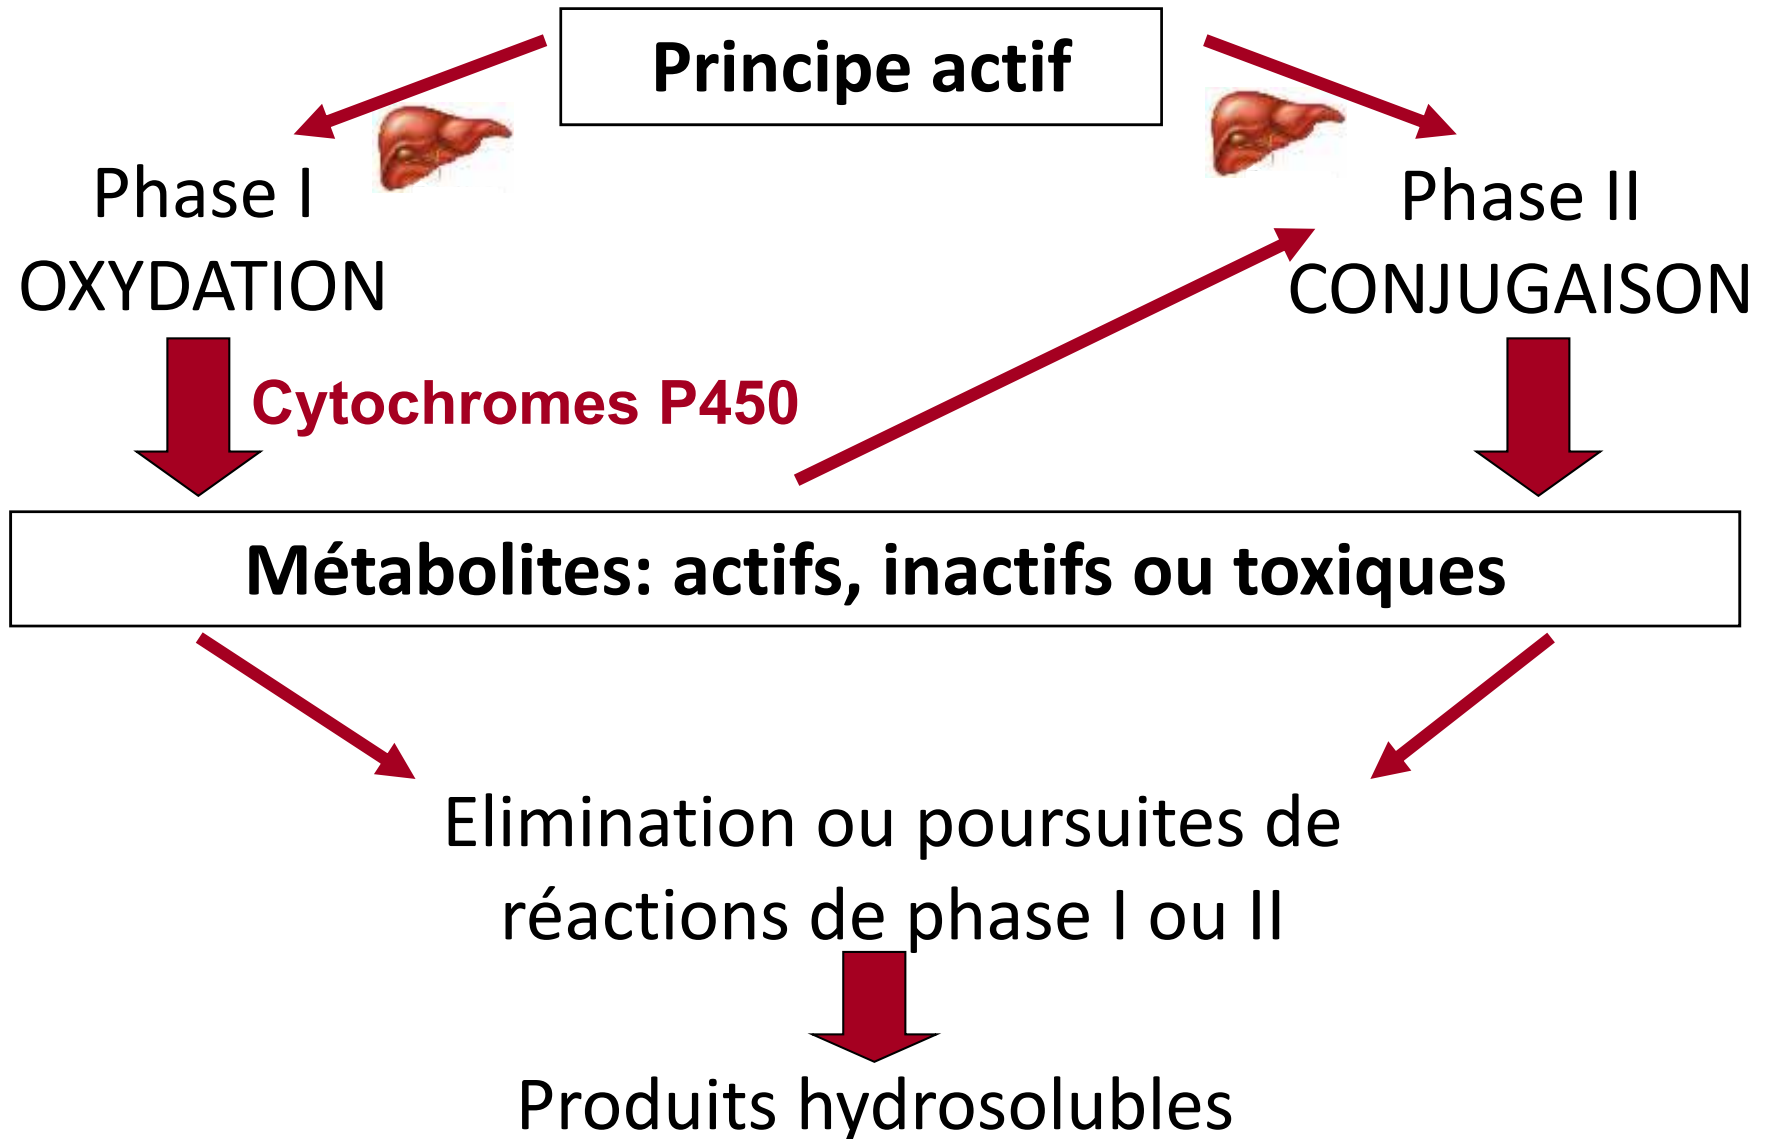 Principe actif
Phase I
OXYDATION
Phase II
CONJUGAISON
Cytochromes P450
Métabolites: actifs, inactifs ou toxiques
Elimination ou poursuites de
réactions de phase I ou II
Produits hydrosolubles